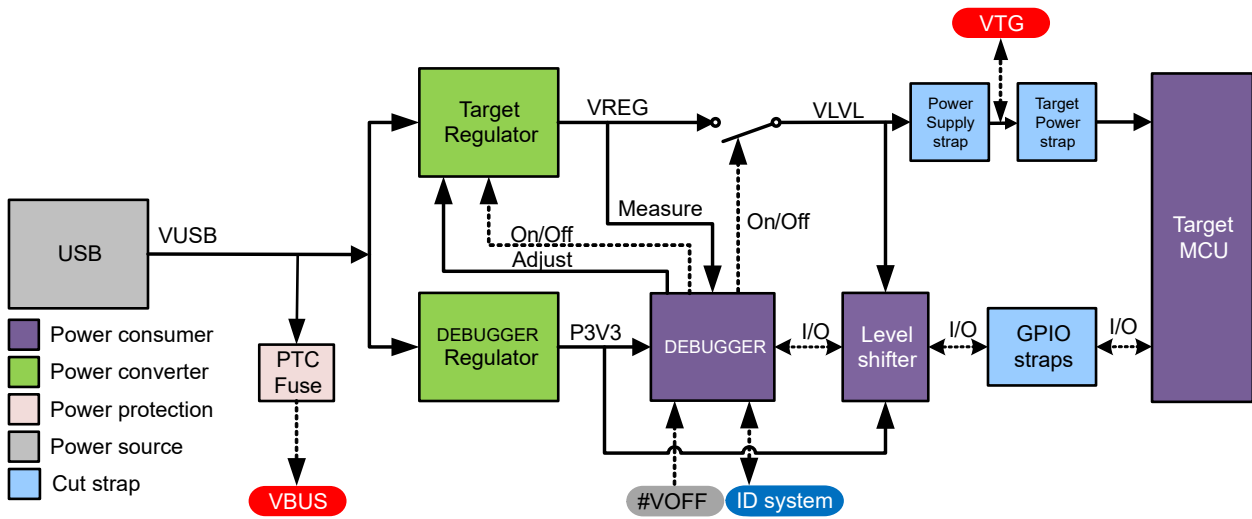 VTG
Target
Regulator
VREG
VLVL
Power
Supply
strap
Target
Power
strap
Target
MCU
USB
VUSB
Measure
On/Off
Adjust
On/Off
DEBUGGER
Regulator
P3V3
DEBUGGER
I/O
Level
shifter
I/O
GPIO
straps
I/O
PTC
Fuse
Power consumer
Power converter
Power protection
Power source
Cut strap
VBUS
#VOFF
ID system